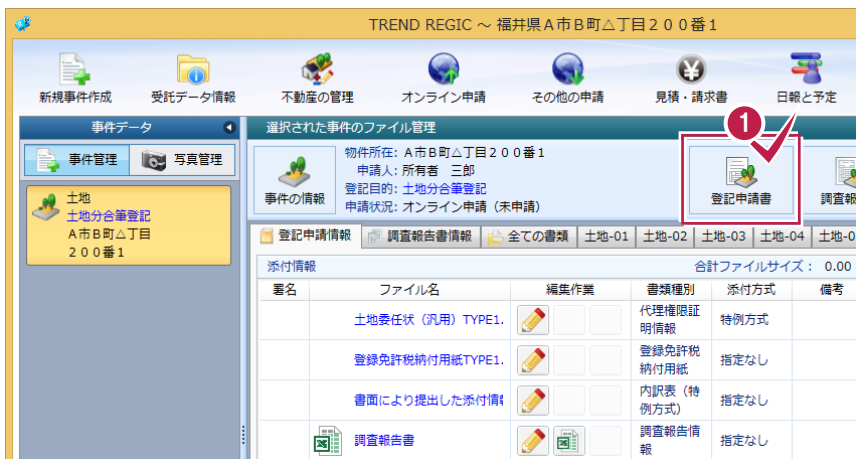 TREND REGIC ～ 福井県A市B町△丁目２００番1
新規事件作成 受託データ情報 不動産の管理 オンライン申請 その他の申請 見積・請求書 日報と予定
1
事件データ
事件管理 写真管理
土地
土地分合筆登記
A市B町△丁目
２００番1
選択された事件のファイル管理
事件の情報
物件所在: A市B町△丁目２００番1
申請人: 所有者　三郎
登記目的: 土地分合筆登記
申請状況: オンライン申請（未申請）
登記申請書
調査報
登記申請情報 調査報告書情報 全ての書類 土地-01 土地-02 土地-03 土地-04 土地-0
添付情報 合計ファイルサイズ： 0.00
署名 ファイル名 編集作業 書類種別 添付方式 備考
土地委任状（汎用）TYPE1. 代理権限証明情報 特例方式
登録免許税納付用紙TYPE1. 登録免許税納付用紙 指定なし
書面により提出した添付情 内訳表（特例方式） 指定なし
調査報告書 調査報告情報 指定なし